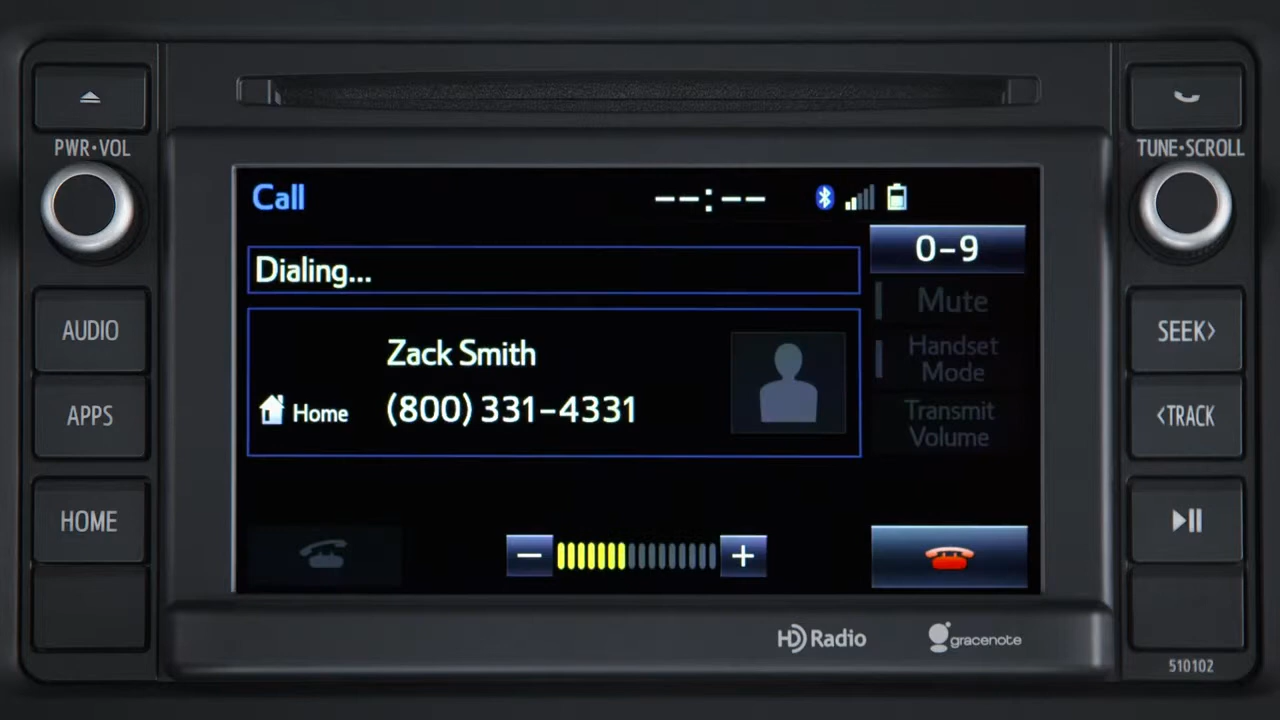 PWR•VOL
TUNE•SCROLL
Call
--:--
0-9
Dialing...
Mute
AUDIO
SEEK>
Zack Smith
Handset
Mode
Home
(800) 331-4331
APPS
Transmit
Volume
<TRACK
HOME
HD Radio
gracenote
510102